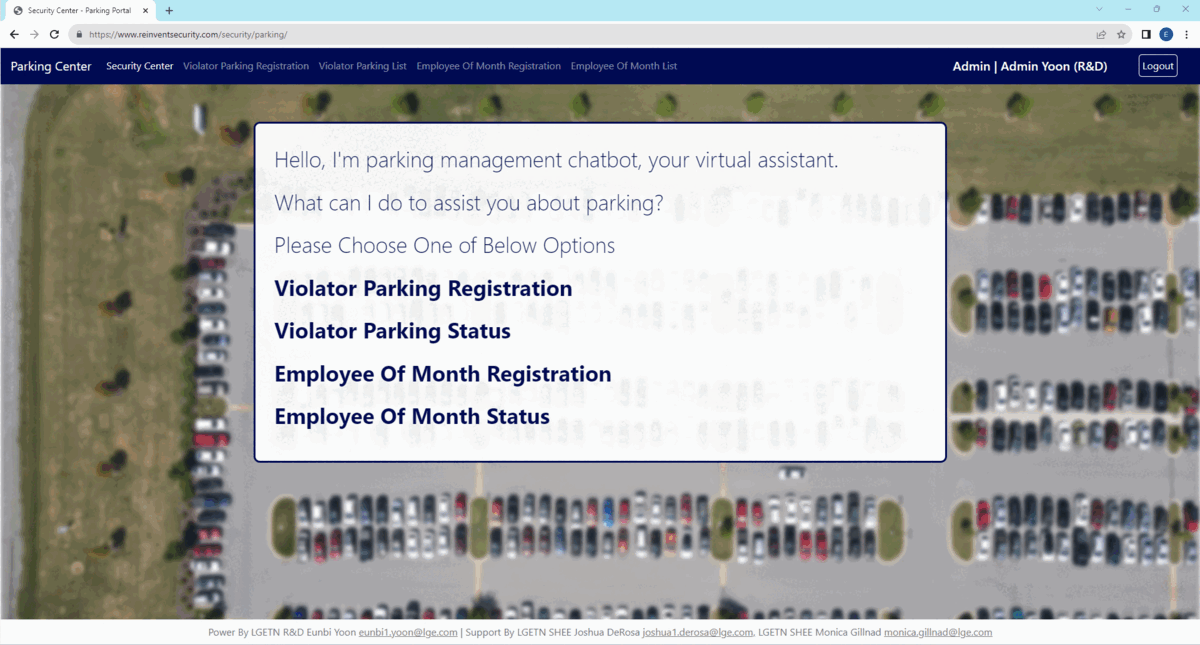 Security Center - Parking Portal
https://www.reinventsecurity.com/security/parking/
E
Parking Center Security Center Violator Parking Registration Violator Parking List Employee Of Month Registration Employee Of Month List Admin | Admin Yoon (R&D) Logout
Hello, I'm parking management chatbot, your virtual assistant.
What can I do to assist you about parking?
Please Choose One of Below Options
Violator Parking Registration
Violator Parking Status
Employee Of Month Registration
Employee Of Month Status
Power By LGETN R&D Eunbi Yoon eunbi1.yoon@lge.com | Support By LGETN SHEE Joshua DeRosa joshua1.derosa@lge.com, LGETN SHEE Monica Gillnad monica.gillnad@lge.com